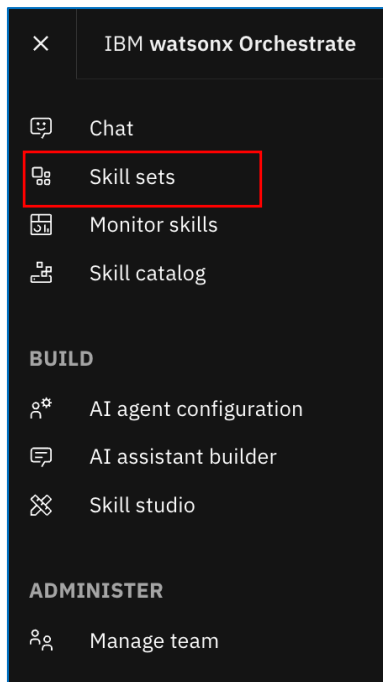 IBM watsonx Orchestrate
Chat
Skill sets
Monitor skills
Skill catalog
BUILD
AI agent configuration
AI assistant builder
Skill studio
ADMINISTER
Manage team